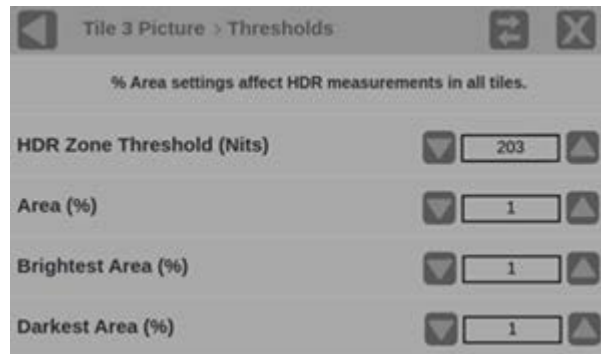 Tile 3 Picture > Thresholds
% Area settings affect HDR measurements in all tiles.
HDR Zone Threshold (Nits) 203
Area (%) 1
Brightest Area (%) 1
Darkest Area (%) 1